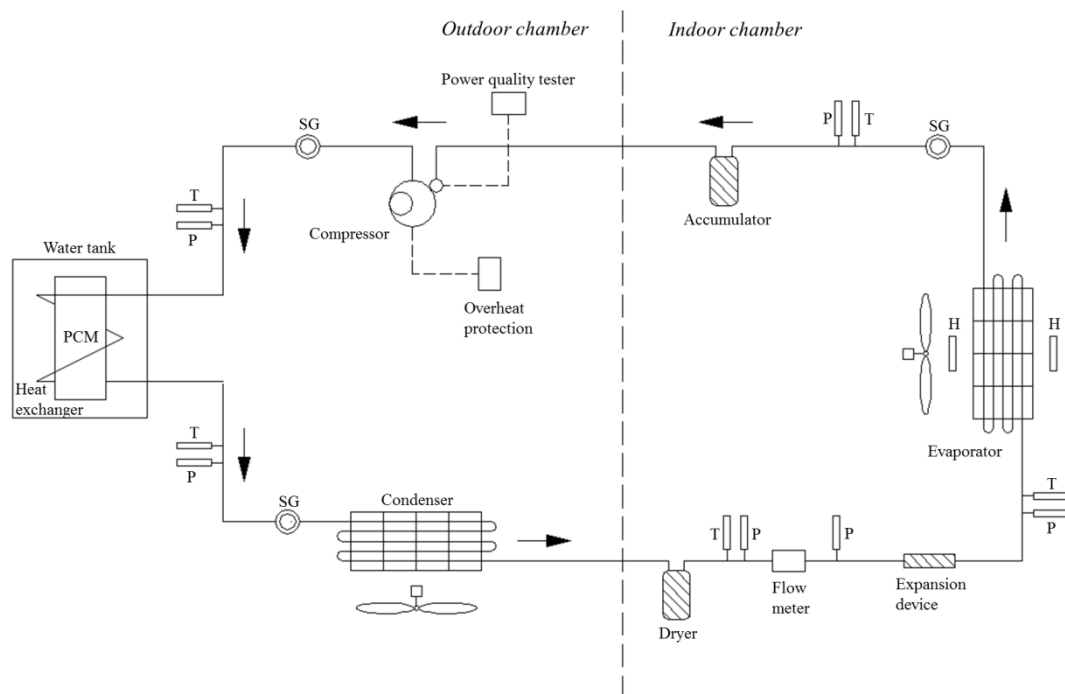 Outdoor chamber
Indoor chamber
Power quality tester
SG
P
T
SG
Accumulator
Compressor
T
P
Water tank
Overheat
protection
PCM
Heat
exchanger
H
H
Evaporator
T
P
SG
Condenser
T
P
P
T
P
Flow
meter
Expansion
device
Dryer